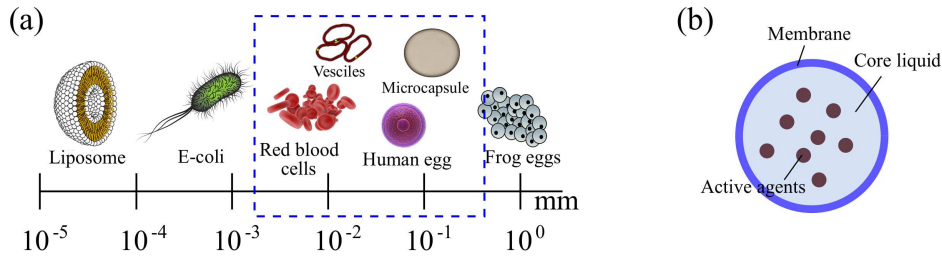 (a)
Vesciles
Microcapsule
Liposome
E-coli
Red blood
cells
Human egg
Frog eggs
mm
10^-5
10^-4
10^-3
10^-2
10^-1
10^0
(b)
Membrane
Core liquid
Active agents